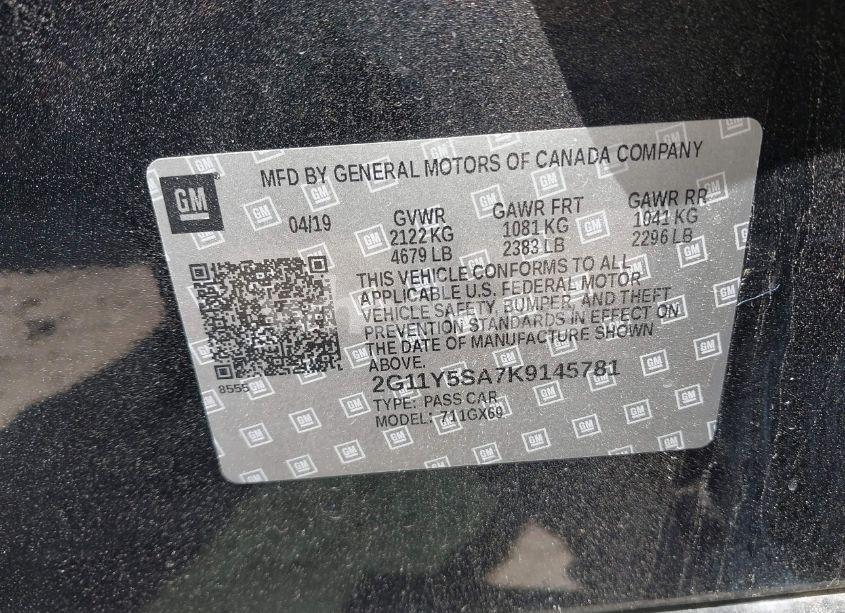 MFD BY GENERAL MOTORS OF CANADA COMPANY
GM
04/19
GVWR
2122 KG
4679 LB
GAWR FRT
1081 KG
2383 LB
GAWR RR
1041 KG
2296 LB
THIS VEHICLE CONFORMS TO ALL
APPLICABLE U.S. FEDERAL MOTOR
VEHICLE SAFETY, BUMPER, AND THEFT
PREVENTION STANDARDS IN EFFECT ON
THE DATE OF MANUFACTURE SHOWN
ABOVE.
8555
2G11Y5SA7K9145781
TYPE: PASS CAR
MODEL: 711GX69